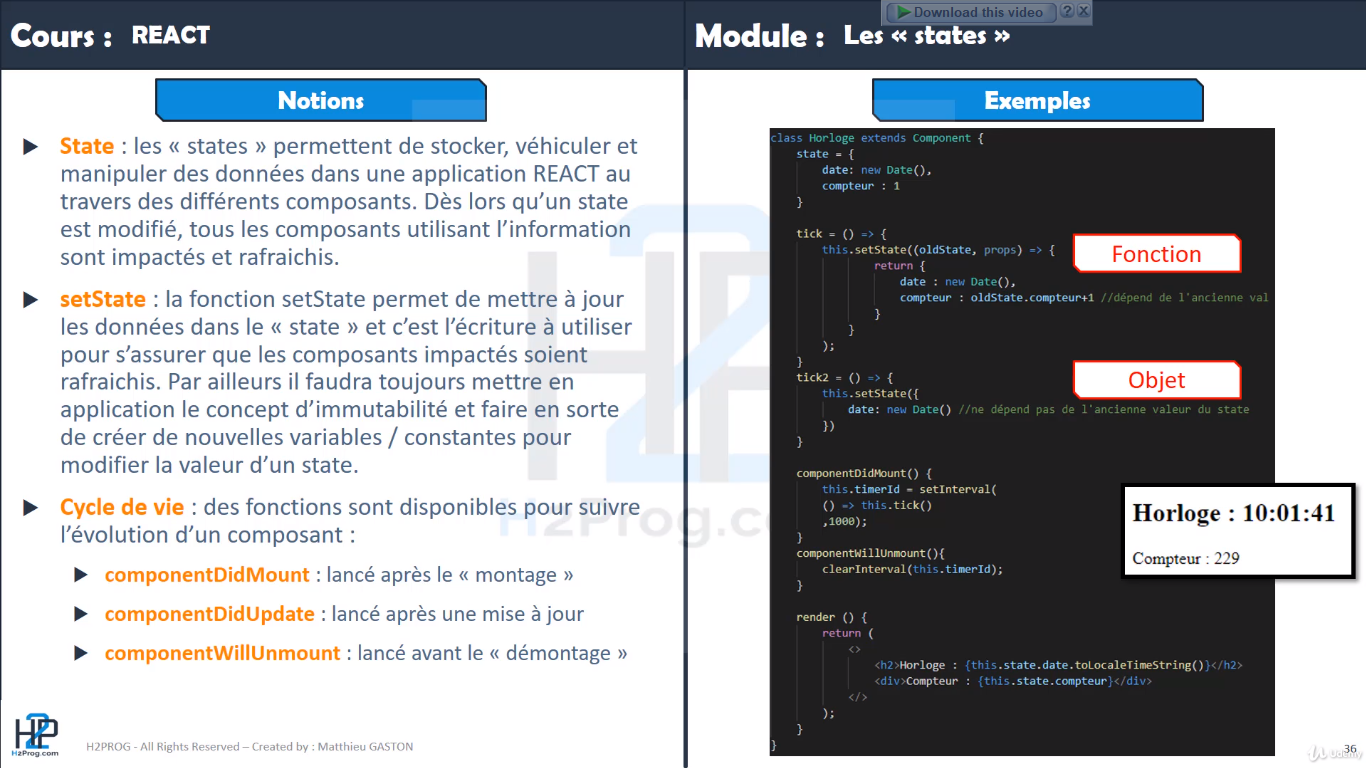 Cours : REACT
Module : Les « states »
Download this video ? X
Notions
State : les « states » permettent de stocker, véhiculer et
manipuler des données dans une application REACT au
travers des différents composants. Dès lors qu'un state
est modifié, tous les composants utilisant l'information
sont impactés et rafraichis.
setState : la fonction setState permet de mettre à jour
les données dans le « state » et c'est l'écriture à utiliser
pour s'assurer que les composants impactés soient
rafraichis. Par ailleurs il faudra toujours mettre en
application le concept d'immutabilité et faire en sorte
de créer de nouvelles variables / constantes pour
modifier la valeur d'un state.
Cycle de vie : des fonctions sont disponibles pour suivre
l'évolution d'un composant :
componentDidMount : lancé après le « montage »
componentDidUpdate : lancé après une mise à jour
componentWillUnmount : lancé avant le « démontage »
Exemples
class Horloge extends Component {
state = {
date: new Date(),
compteur : 1
}
tick = () => {
this.setState((oldState, props) => {
return {
date : new Date(),
compteur : oldState.compteur+1 //dépend de l'ancienne val
}
}
);
}
tick2 = () => {
this.setState({
date: new Date() //ne dépend pas de l'ancienne valeur du state
})
}
componentDidMount() {
this.timerId = setInterval(
() => this.tick()
,1000);
}
componentWillUnmount(){
clearInterval(this.timerId);
}
render () {
return (
<>
<h2>Horloge : {this.state.date.toLocaleTimeString()}</h2>
<div>Compteur : {this.state.compteur}</div>
</>
);
}
}
Fonction
Objet
Horloge : 10:01:41
Compteur : 229
H2Prog.com
H2P
H2Prog.com
H2PROG - All Rights Reserved – Created by : Matthieu GASTON
36
Udemy